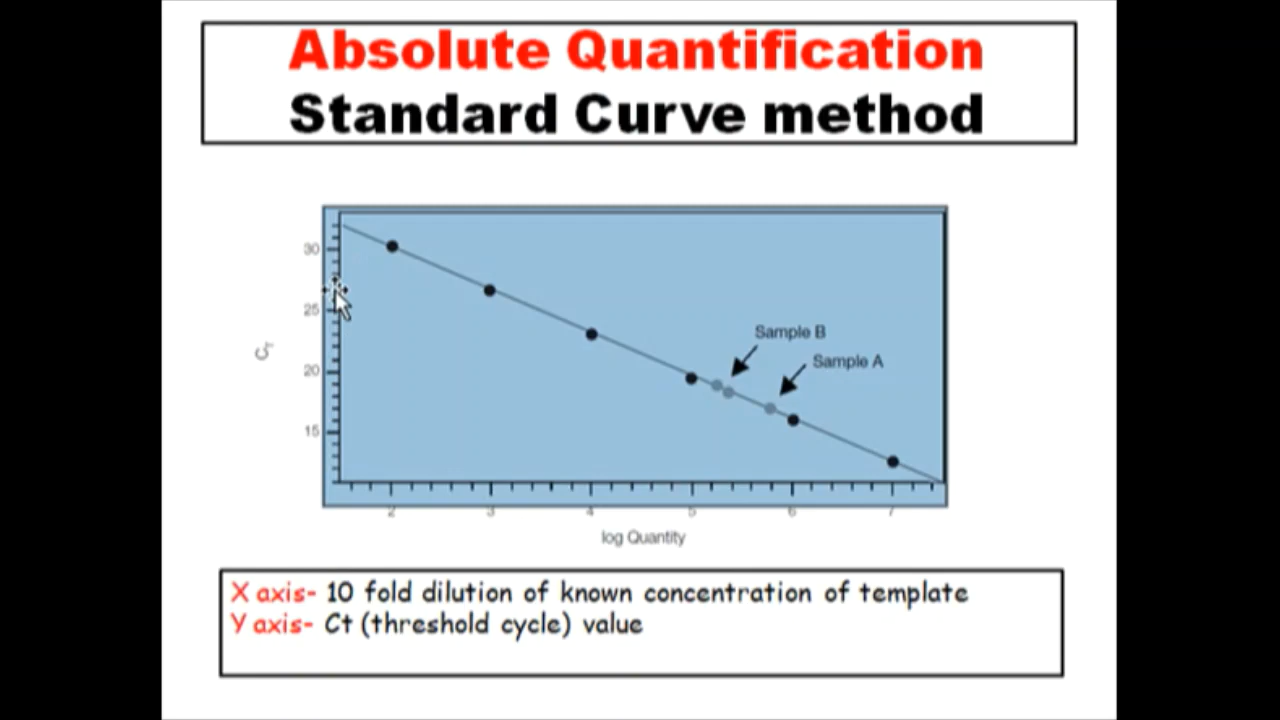 Absolute Quantification
Standard Curve method
30
25
20
15
C_T
Sample B
Sample A
2
3
4
5
6
7
log Quantity
X axis- 10 fold dilution of known concentration of template
Y axis- Ct (threshold cycle) value